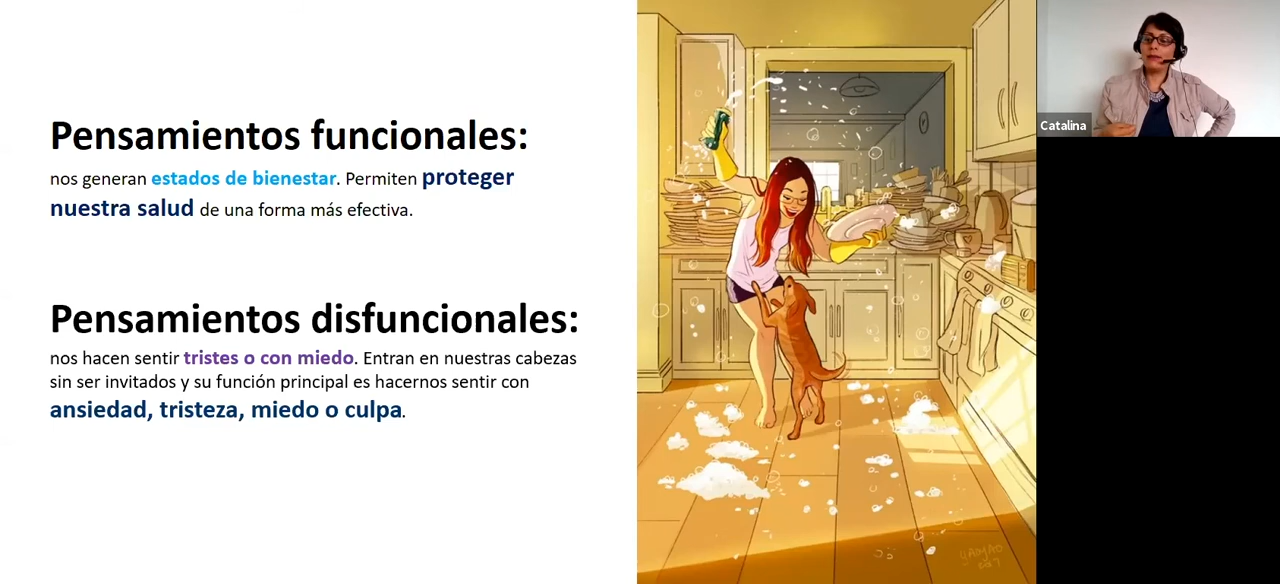 Pensamientos funcionales:
nos generan estados de bienestar. Permiten proteger
nuestra salud de una forma más efectiva.
Pensamientos disfuncionales:
nos hacen sentir tristes o con miedo. Entran en nuestras cabezas
sin ser invitados y su función principal es hacernos sentir con
ansiedad, tristeza, miedo o culpa.
Catalina